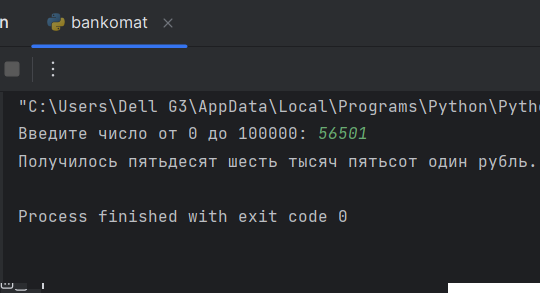 n bankomat ×
"C:\Users\Dell G3\AppData\Local\Programs\Python\Pyth
Введите число от 0 до 100000: 56501
Получилось пятьдесят шесть тысяч пятьсот один рубль.
Process finished with exit code 0